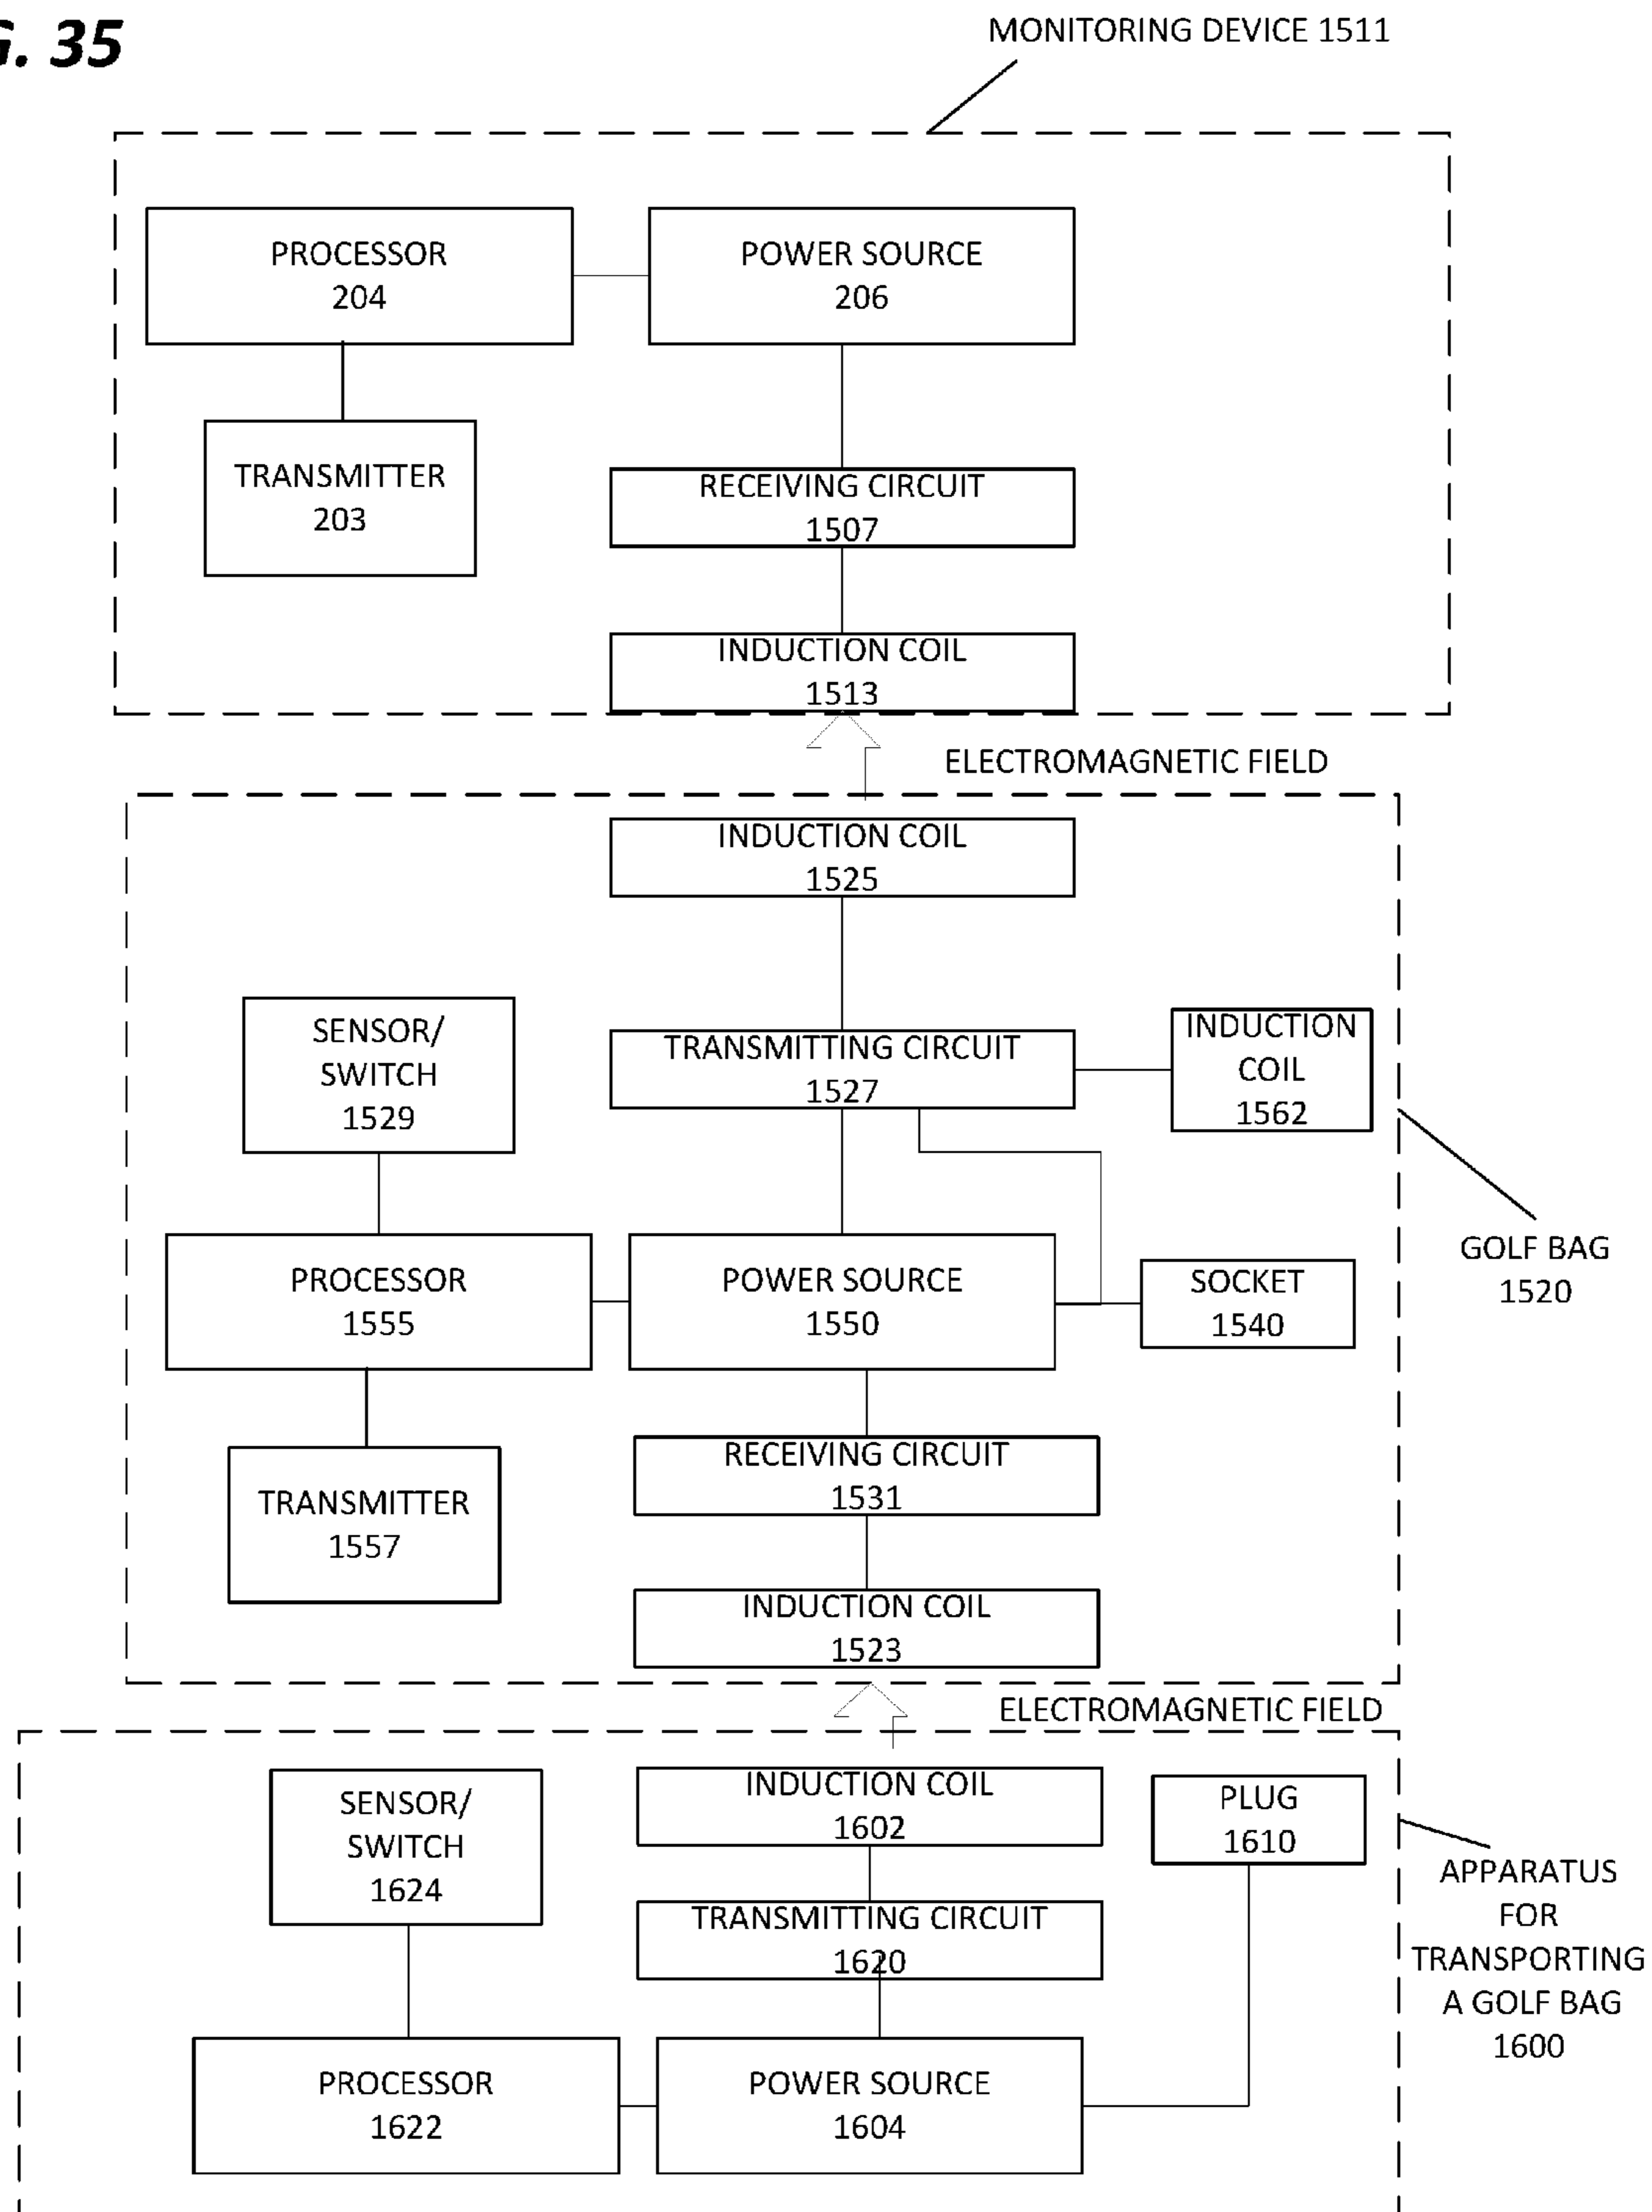 G. 35
MONITORING DEVICE 1511
PROCESSOR
204
POWER SOURCE
206
TRANSMITTER
203
RECEIVING CIRCUIT
1507
INDUCTION COIL
1513
ELECTROMAGNETIC FIELD
INDUCTION COIL
1525
SENSOR/
SWITCH
1529
TRANSMITTING CIRCUIT
1527
INDUCTION
COIL
1562
GOLF BAG
1520
PROCESSOR
1555
POWER SOURCE
1550
SOCKET
1540
TRANSMITTER
1557
RECEIVING CIRCUIT
1531
INDUCTION COIL
1523
ELECTROMAGNETIC FIELD
SENSOR/
SWITCH
1624
INDUCTION COIL
1602
PLUG
1610
TRANSMITTING CIRCUIT
1620
APPARATUS
FOR
TRANSPORTING
A GOLF BAG
1600
PROCESSOR
1622
POWER SOURCE
1604